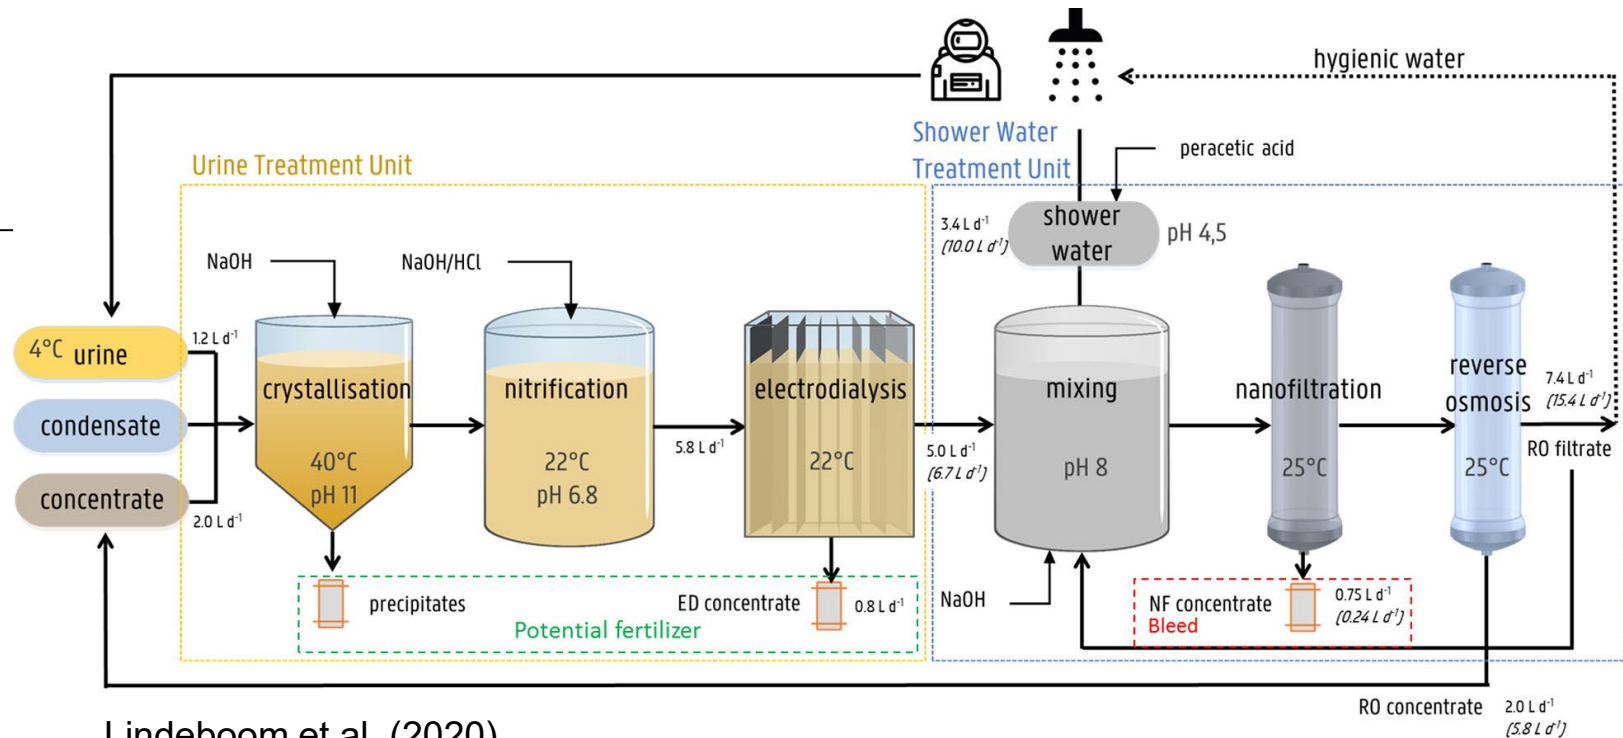 hygienic water
Shower Water
Treatment Unit
peracetic acid
Urine Treatment Unit
3.4 L d⁻¹
(10.0 L d⁻¹)
shower
water
pH 4,5
NaOH
NaOH/HCl
4°C urine
1.2 L d⁻¹
condensate
concentrate
2.0 L d⁻¹
crystallisation
40°C
pH 11
nitrification
22°C
pH 6.8
5.8 L d⁻¹
electrodialysis
22°C
5.0 L d⁻¹
(6.7 L d⁻¹)
mixing
pH 8
nanofiltration
25°C
reverse
osmosis
25°C
7.4 L d⁻¹
(15.4 L d⁻¹)
RO filtrate
precipitates
ED concentrate
0.8 L d⁻¹
Potential fertilizer
NaOH
NF concentrate
Bleed
0.75 L d⁻¹
(0.24 L d⁻¹)
RO concentrate
2.0 L d⁻¹
(5.8 L d⁻¹)
Lindeboom et al. (2020)